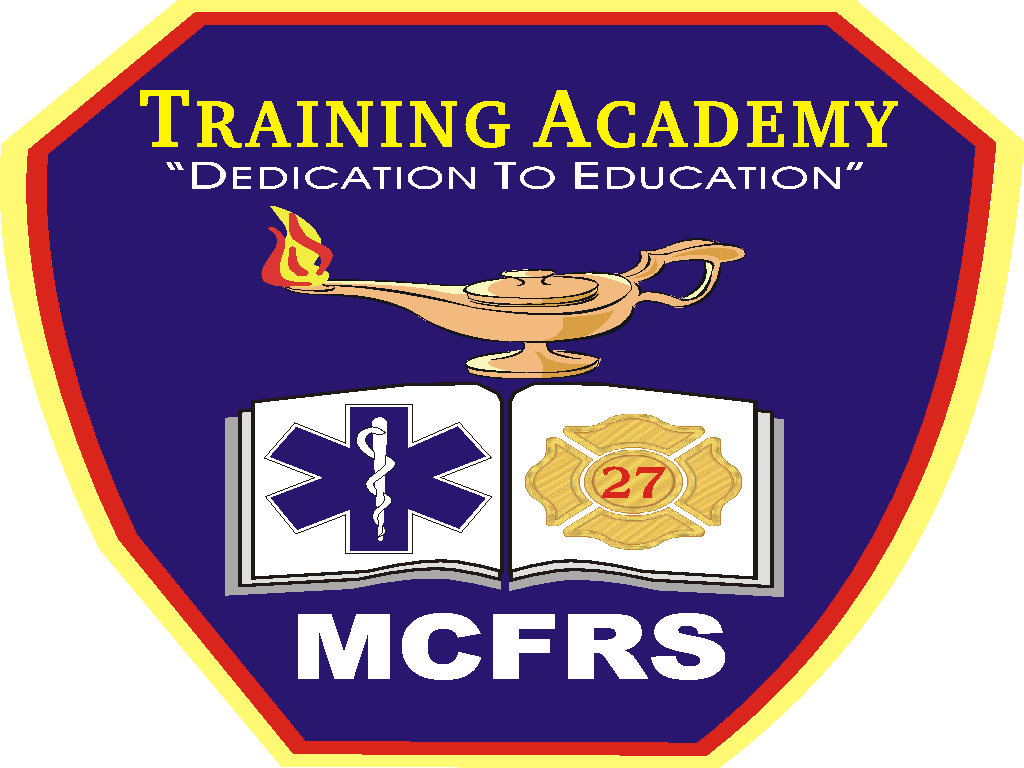 TRAINING ACADEMY
“DEDICATION TO EDUCATION”
27
MCFRS